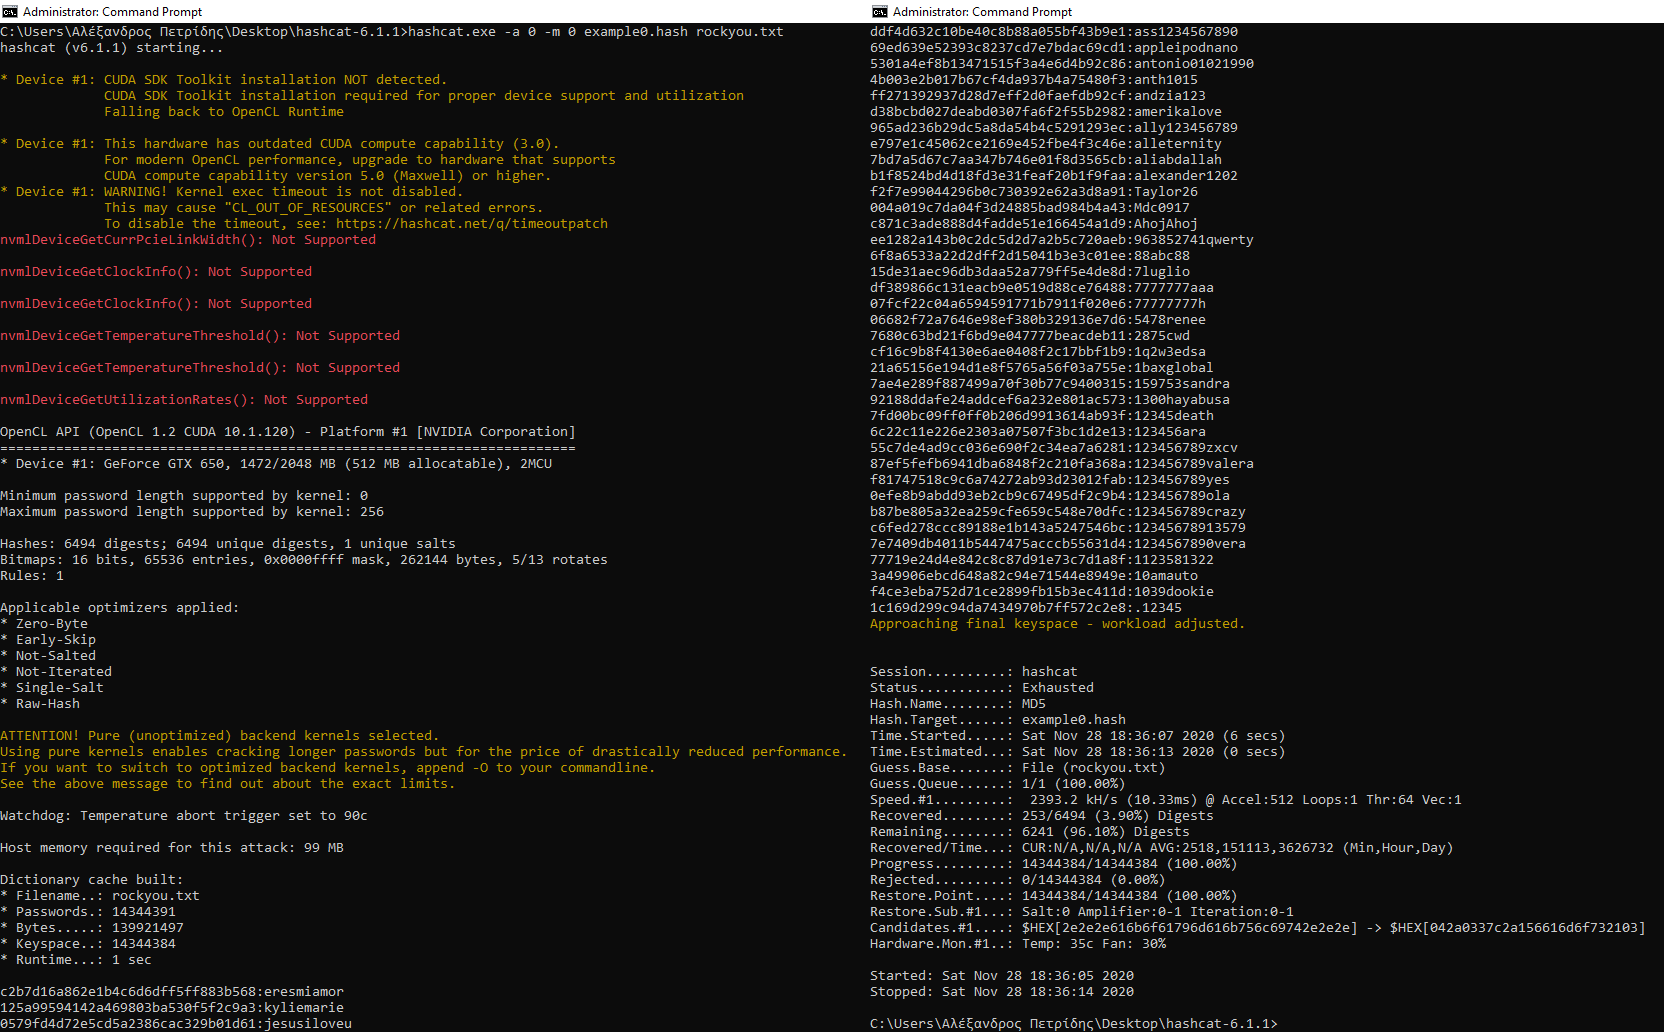 Administrator: Command Prompt
C:\Users\Αλέξανδρος Πετρίδης\Desktop\hashcat-6.1.1>hashcat.exe -a 0 -m 0 example0.hash rockyou.txt
hashcat (v6.1.1) starting...
* Device #1: CUDA SDK Toolkit installation NOT detected.
CUDA SDK Toolkit installation required for proper device support and utilization
Falling back to OpenCL Runtime
* Device #1: This hardware has outdated CUDA compute capability (3.0).
For modern OpenCL performance, upgrade to hardware that supports
CUDA compute capability version 5.0 (Maxwell) or higher.
* Device #1: WARNING! Kernel exec timeout is not disabled.
This may cause "CL_OUT_OF_RESOURCES" or related errors.
To disable the timeout, see: https://hashcat.net/q/timeoutpatch
nvmlDeviceGetCurrPcieLinkWidth(): Not Supported
nvmlDeviceGetClockInfo(): Not Supported
nvmlDeviceGetClockInfo(): Not Supported
nvmlDeviceGetTemperatureThreshold(): Not Supported
nvmlDeviceGetTemperatureThreshold(): Not Supported
nvmlDeviceGetUtilizationRates(): Not Supported
OpenCL API (OpenCL 1.2 CUDA 10.1.120) - Platform #1 [NVIDIA Corporation]
========================================================================
* Device #1: GeForce GTX 650, 1472/2048 MB (512 MB allocatable), 2MCU
Minimum password length supported by kernel: 0
Maximum password length supported by kernel: 256
Hashes: 6494 digests; 6494 unique digests, 1 unique salts
Bitmaps: 16 bits, 65536 entries, 0x0000ffff mask, 262144 bytes, 5/13 rotates
Rules: 1
Applicable optimizers applied:
* Zero-Byte
* Early-Skip
* Not-Salted
* Not-Iterated
* Single-Salt
* Raw-Hash
ATTENTION! Pure (unoptimized) backend kernels selected.
Using pure kernels enables cracking longer passwords but for the price of drastically reduced performance.
If you want to switch to optimized backend kernels, append -O to your commandline.
See the above message to find out about the exact limits.
Watchdog: Temperature abort trigger set to 90c
Host memory required for this attack: 99 MB
Dictionary cache built:
* Filename..: rockyou.txt
* Passwords.: 14344391
* Bytes.....: 139921497
* Keyspace..: 14344384
* Runtime...: 1 sec
c2b7d16a862e1b4c6d6dff5ff883b568:eresmiamor
125a99594142a469803ba530f5f2c9a3:kyliemarie
0579fd4d72e5cd5a2386cac329b01d61:jesusiloveu
Administrator: Command Prompt
ddf4d632c10be40c8b88a055bf43b9e1:ass1234567890
69ed639e52393c8237cd7e7bdac69cd1:appleipodnano
5301a4ef8b13471515f3a4e6d4b92c86:antonio01021990
4b003e2b017b67cf4da937b4a75480f3:anth1015
ff271392937d28d7eff2d0faefdb92cf:andzia123
d38bcbd027deabd0307fa6f2f55b2982:amerikalove
965ad236b29dc5a8da54b4c5291293ec:ally123456789
e797e1c45062ce2169e452fbe4f3c46e:alleternity
7bd7a5d67c7aa347b746e01f8d3565cb:aliabdallah
b1f8524bd4d18fd3e31feaf20b1f9faa:alexander1202
f2f7e99044296b0c730392e62a3d8a91:Taylor26
004a019c7da04f3d24885bad984b4a43:Mdc0917
c871c3ade888d4fadde51e166454a1d9:AhojAhoj
ee1282a143b0c2dc5d2d7a2b5c720aeb:963852741qwerty
6f8a6533a22d2dff2d15041b3e3c01ee:88abc88
15de31aec96db3daa52a779ff5e4de8d:7luglio
df389866c131eacb9e0519d88ce76488:7777777aaa
07fcf22c04a6594591771b7911f020e6:77777777h
06682f72a7646e98ef380b329136e7d6:5478renee
7680c63bd21f6bd9e047777beacdeb11:2875cwd
cf16c9b8f4130e6ae0408f2c17bbf1b9:1q2w3edsa
21a65156e194d1e8f5765a56f03a755e:1baxglobal
7ae4e289f887499a70f30b77c9400315:159753sandra
92188ddafe24addcef6a232e801ac573:1300hayabusa
7fd00bc09ff0ff0b206d9913614ab93f:12345death
6c22c11e226e2303a07507f3bc1d2e13:123456ara
55c7de4ad9cc036e690f2c34ea7a6281:123456789zxcv
87ef5fefb6941dba6848f2c210fa368a:123456789valera
f81747518c9c6a74272ab93d23012fab:123456789yes
0efe8b9abdd93eb2cb9c67495df2c9b4:123456789ola
b87be805a32ea259cfe659c548e70dfc:123456789crazy
c6fed278ccc89188e1b143a5247546bc:12345678913579
7e7409db4011b5447475acccb55631d4:1234567890vera
77719e24d4e842c8c87d91e73c7d1a8f:1123581322
3a49906ebcd648a82c94e71544e8949e:10amauto
f4ce3eba752d71ce2899fb15b3ec411d:1039dookie
1c169d299c94da7434970b7ff572c2e8:.12345
Approaching final keyspace - workload adjusted.
Session..........: hashcat
Status...........: Exhausted
Hash.Name........: MD5
Hash.Target......: example0.hash
Time.Started.....: Sat Nov 28 18:36:07 2020 (6 secs)
Time.Estimated...: Sat Nov 28 18:36:13 2020 (0 secs)
Guess.Base.......: File (rockyou.txt)
Guess.Queue......: 1/1 (100.00%)
Speed.#1.........:  2393.2 kH/s (10.33ms) @ Accel:512 Loops:1 Thr:64 Vec:1
Recovered........: 253/6494 (3.90%) Digests
Remaining........: 6241 (96.10%) Digests
Recovered/Time...: CUR:N/A,N/A,N/A AVG:2518,151113,3626732 (Min,Hour,Day)
Progress.........: 14344384/14344384 (100.00%)
Rejected.........: 0/14344384 (0.00%)
Restore.Point....: 14344384/14344384 (100.00%)
Restore.Sub.#1...: Salt:0 Amplifier:0-1 Iteration:0-1
Candidates.#1....: $HEX[2e2e2e616b6f61796d616b756c69742e2e2e] -> $HEX[042a0337c2a156616d6f732103]
Hardware.Mon.#1..: Temp: 35c Fan: 30%
Started: Sat Nov 28 18:36:05 2020
Stopped: Sat Nov 28 18:36:14 2020
C:\Users\Αλέξανδρος Πετρίδης\Desktop\hashcat-6.1.1>